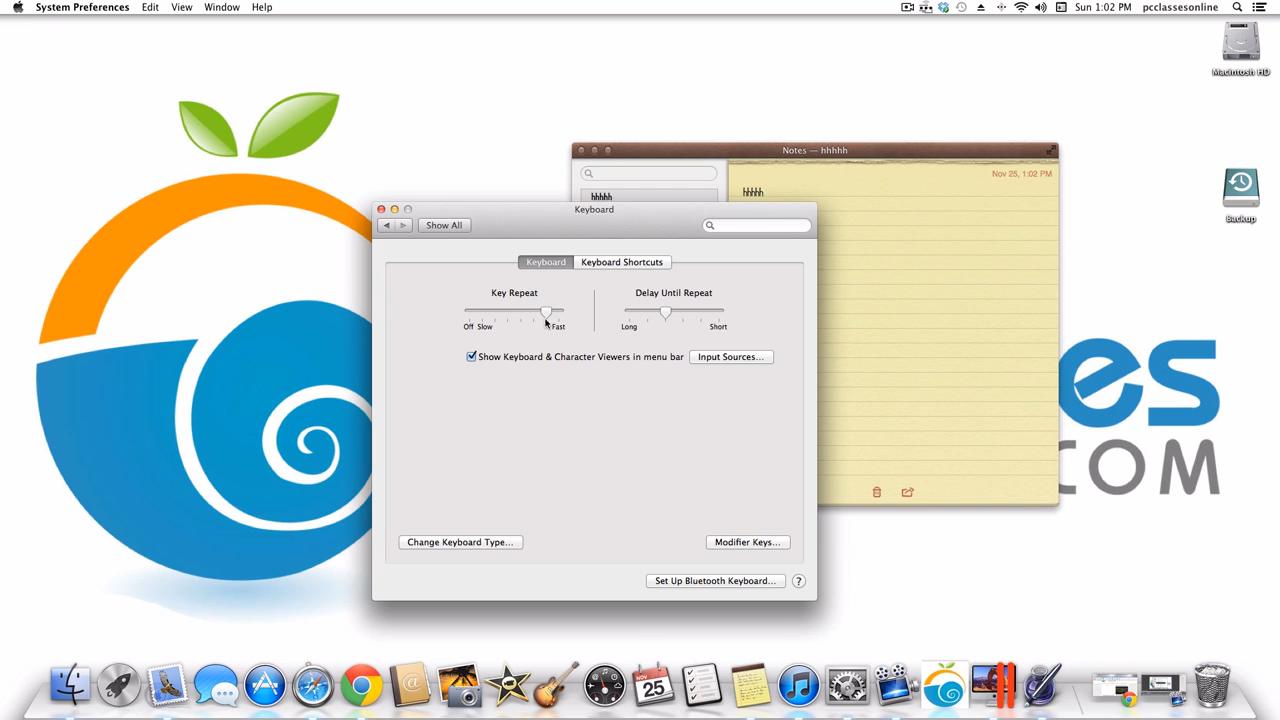 System Preferences Edit View Window Help Sun 1:02 PM pcclassesonline
Macintosh HD
Notes — hhhhh
Nov 25, 1:02 PM
hhhhh
hhhhh
Backup
Keyboard
Show All
Keyboard Keyboard Shortcuts
Key Repeat Delay Until Repeat
Off Slow Fast Long Short
Show Keyboard & Character Viewers in menu bar Input Sources...
es
COM
Change Keyboard Type... Modifier Keys...
Set Up Bluetooth Keyboard... ?
NOV
25